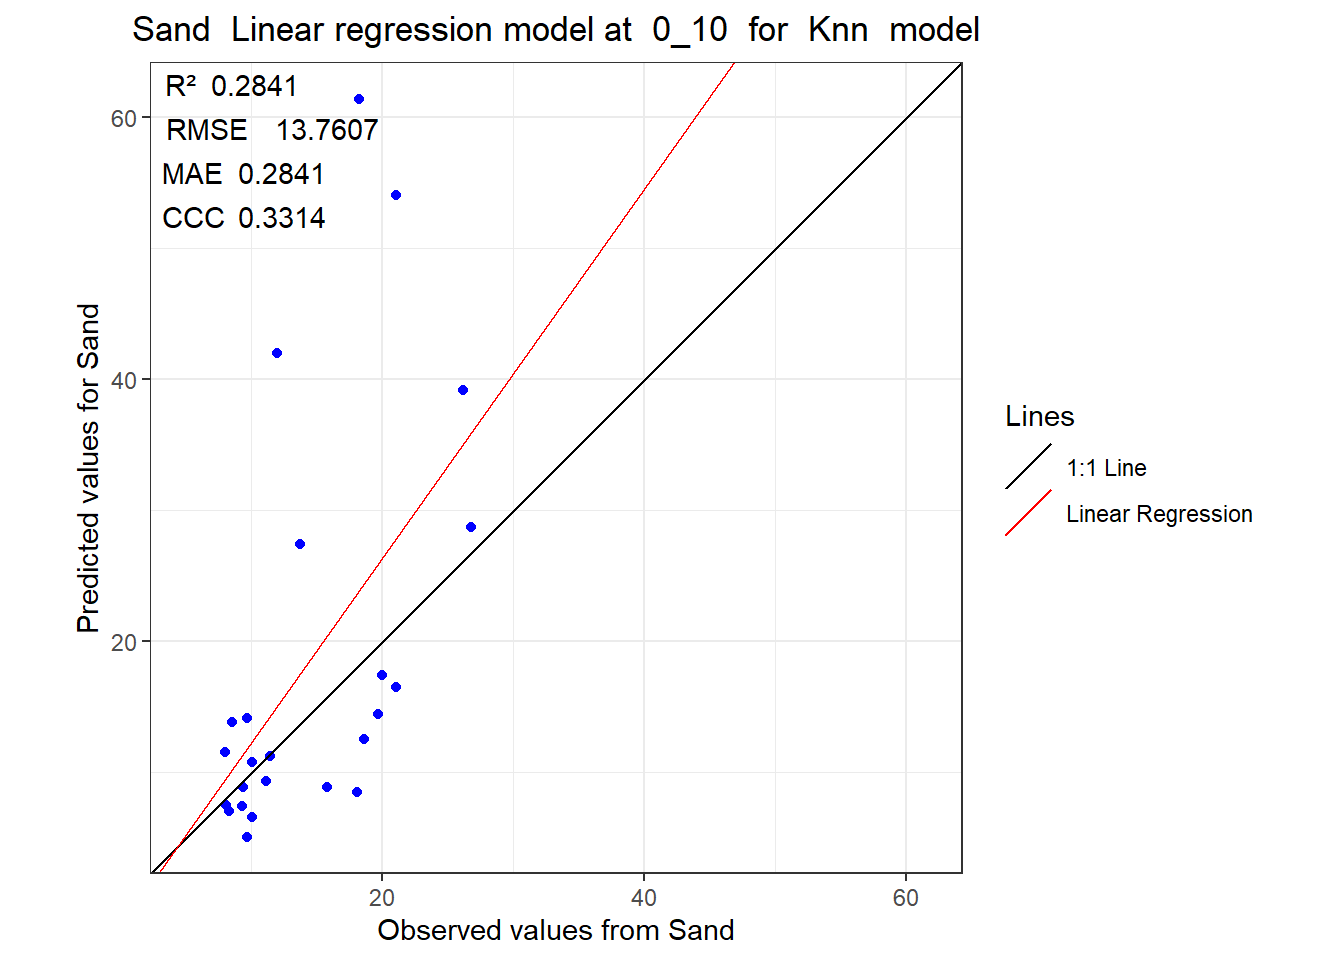 Sand  Linear regression model at  0_10  for  Knn  model
R²  0.2841
RMSE   13.7607
MAE  0.2841
CCC  0.3314
60
40
20
Predicted values for Sand
20
40
60
Observed values from Sand
Lines
1:1 Line
Linear Regression